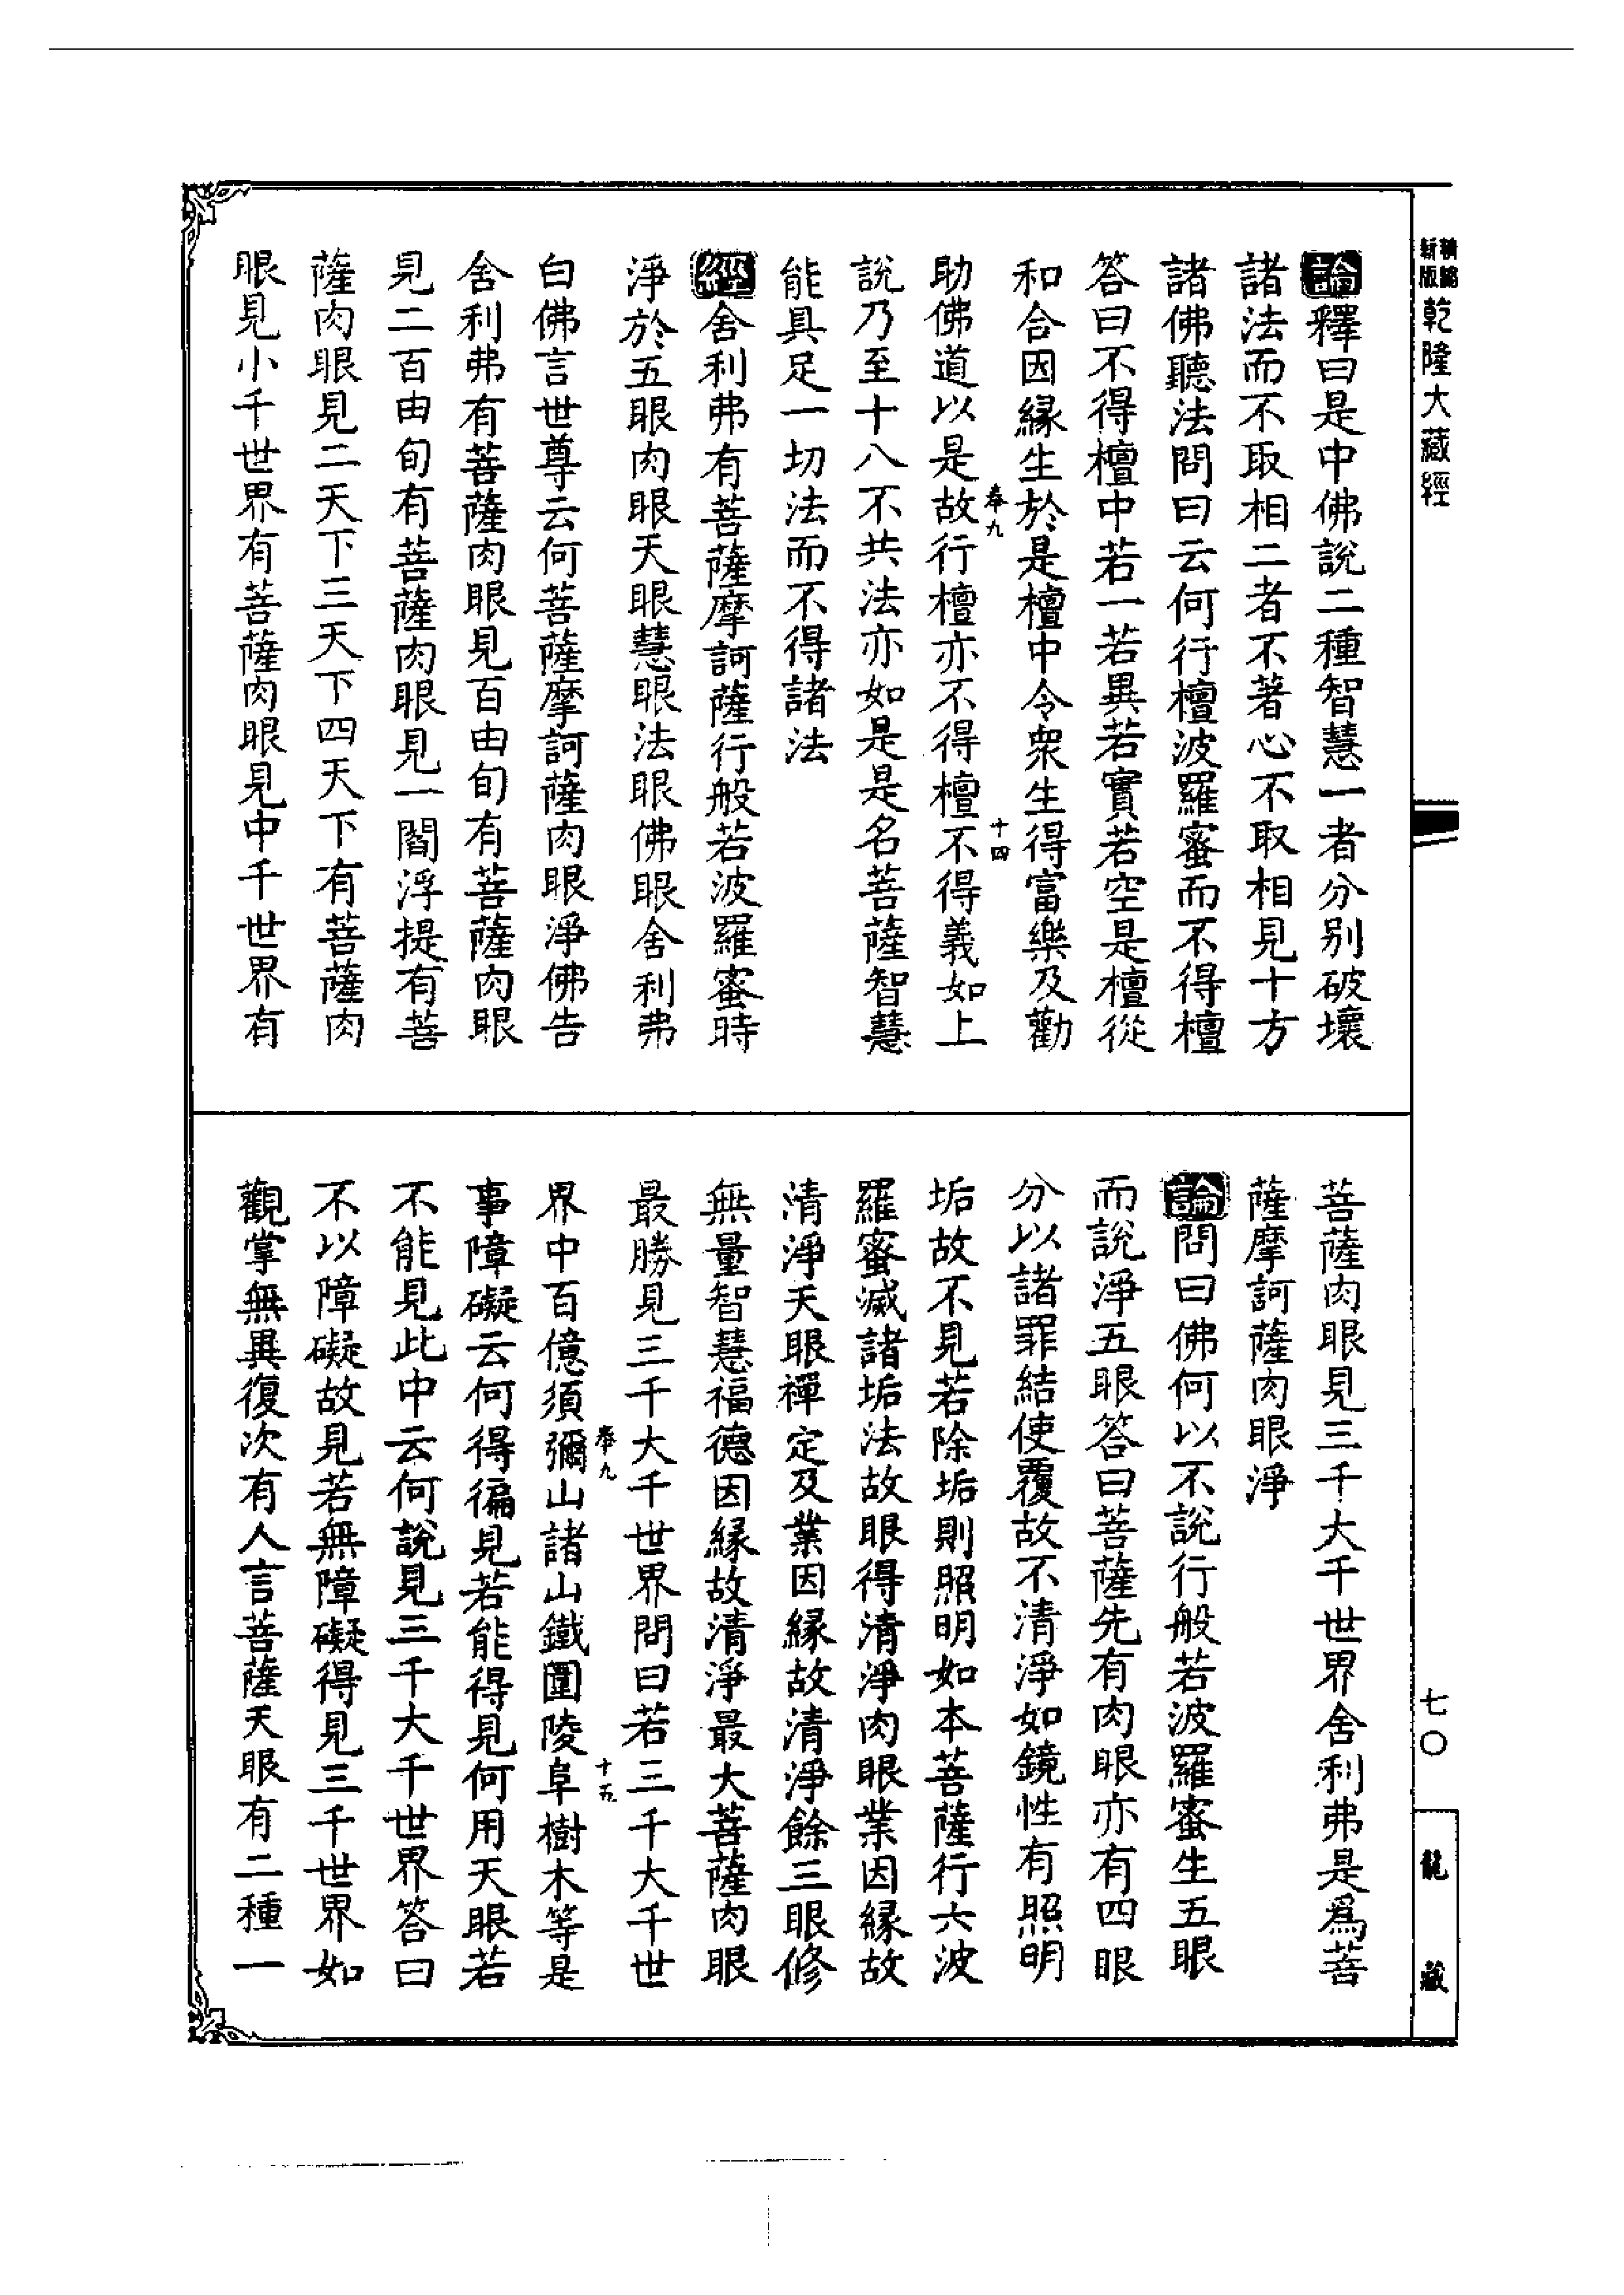 精縮
新版
乾隆大藏經
論釋曰是中佛說二種智慧一者分別破壞
諸法而不取相二者不著心不取相見十方
諸佛聽法問曰云何行檀波羅蜜而不得檀
答曰不得檀中若一若異若實若空是檀從
和合因緣生於是檀中令衆生得富樂及勸
奉九
十四
助佛道以是故行檀亦不得檀不得義如上
說乃至十八不共法亦如是是名菩薩智慧
能具足一切法而不得諸法
經舍利弗有菩薩摩訶薩行般若波羅蜜時
淨於五眼肉眼天眼慧眼法眼佛眼舍利弗
白佛言世尊云何菩薩摩訶薩肉眼淨佛告
舍利弗有菩薩肉眼見百由旬有菩薩肉眼
見二百由旬有菩薩肉眼見一閻浮提有菩
薩肉眼見二天下三天下四天下有菩薩肉
眼見小千世界有菩薩肉眼見中千世界有
菩薩肉眼見三千大千世界舍利弗是爲菩
薩摩訶薩肉眼淨
論問曰佛何以不說行般若波羅蜜生五眼
而說淨五眼答曰菩薩先有肉眼亦有四眼
分以諸罪結使覆故不清淨如鏡性有照明
垢故不見若除垢則照明如本菩薩行六波
羅蜜滅諸垢法故眼得清淨肉眼業因緣故
清淨天眼禪定及業因緣故清淨餘三眼修
無量智慧福德因緣故清淨最大菩薩肉眼
最勝見三千大千世界問曰若三千大千世
奉九
十五
界中百億須彌山諸山鐵圍陵阜樹木等是
事障礙云何得徧見若能得見何用天眼若
不能見此中云何說見三千大千世界答曰
不以障礙故見若無障礙得見三千世界如
觀掌無異復次有人言菩薩天眼有二種一
七〇
龍藏